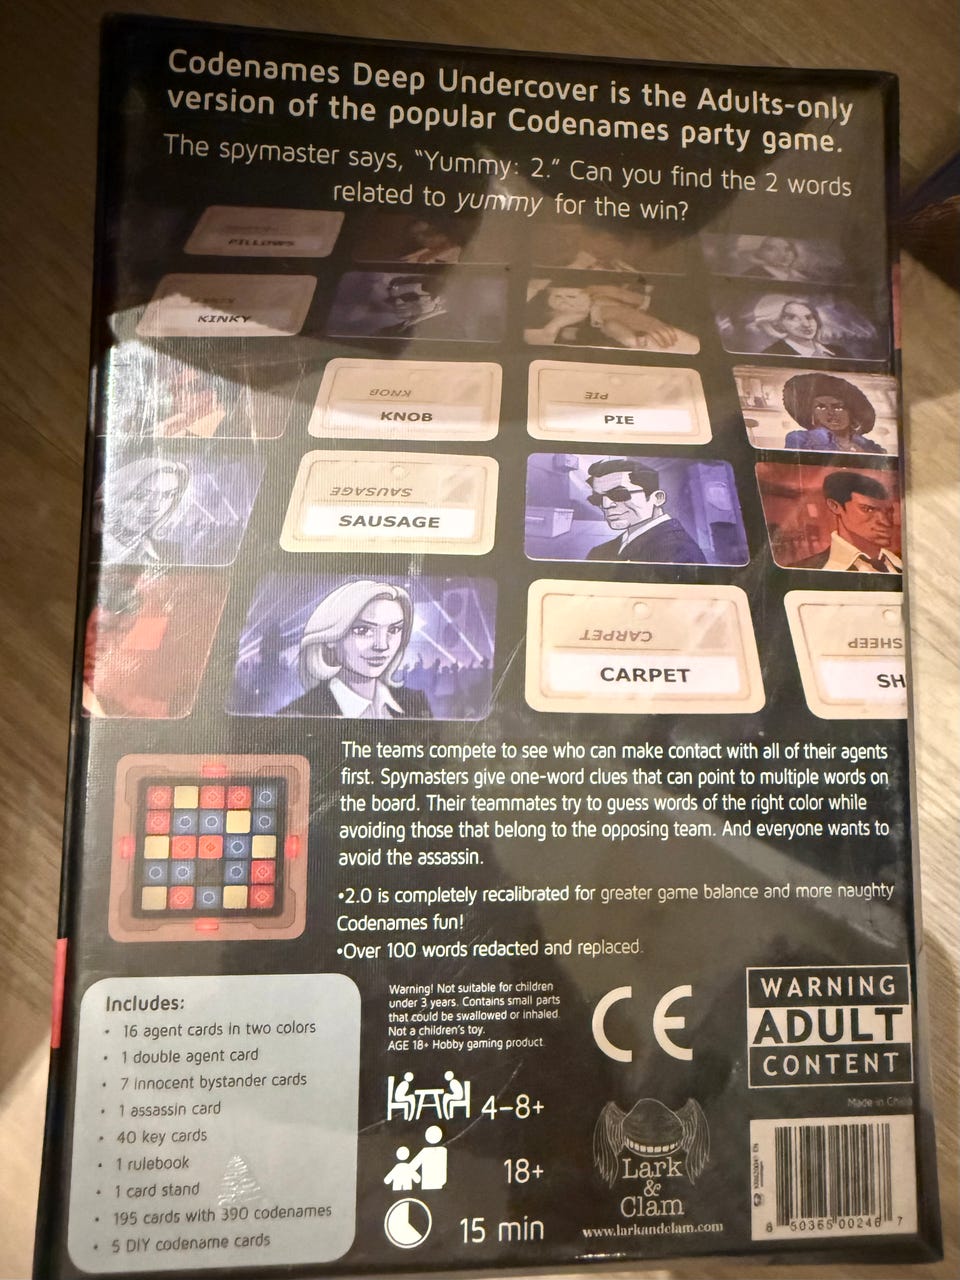 Codenames Deep Undercover is the Adults-only
version of the popular Codenames party game.
The spymaster says, “Yummy: 2.” Can you find the 2 words
related to yummy for the win?
PILLOWS
KINKY
KINKY
KNOB
KNOB
PIE
PIE
SAUSAGE
SAUSAGE
CARPET
CARPET
SHEEP
SH
The teams compete to see who can make contact with all of their agents
first. Spymasters give one-word clues that can point to multiple words on
the board. Their teammates try to guess words of the right color while
avoiding those that belong to the opposing team. And everyone wants to
avoid the assassin.
•2.0 is completely recalibrated for greater game balance and more naughty
Codenames fun!
•Over 100 words redacted and replaced.
Includes:
• 16 agent cards in two colors
• 1 double agent card
• 7 innocent bystander cards
• 1 assassin card
• 40 key cards
• 1 rulebook
• 1 card stand
• 195 cards with 390 codenames
• 5 DIY codename cards
Warning! Not suitable for children
under 3 years. Contains small parts
that could be swallowed or inhaled.
Not a children's toy.
AGE 18+ Hobby gaming product.
4-8+
18+
15 min
CE
Lark
&
Clam
www.larkandclam.com
WARNING
ADULT
CONTENT
Made in China
8 50365 00246 7